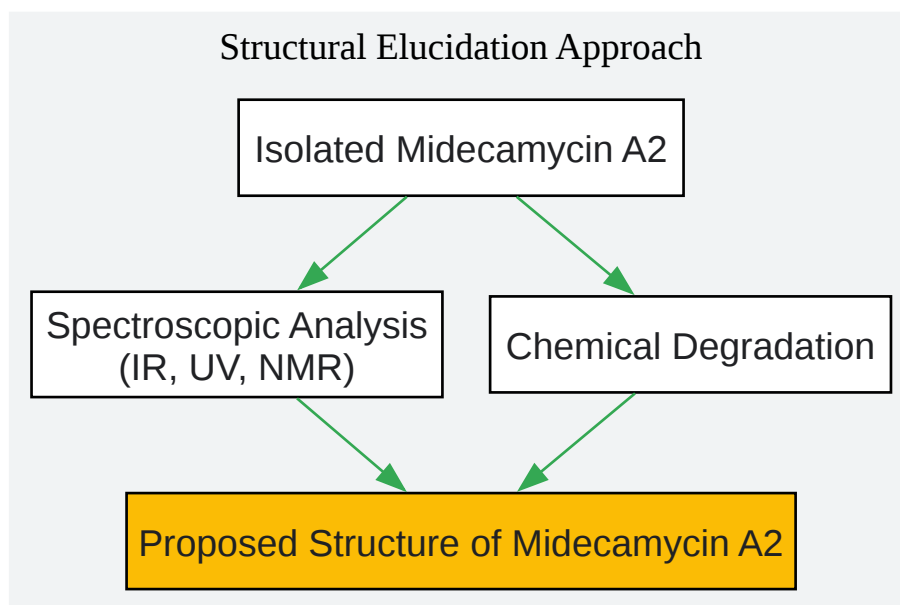 Structural Elucidation Approach
Isolated Midecamycin A2
Spectroscopic Analysis
(IR, UV, NMR)
Chemical Degradation
Proposed Structure of Midecamycin A2